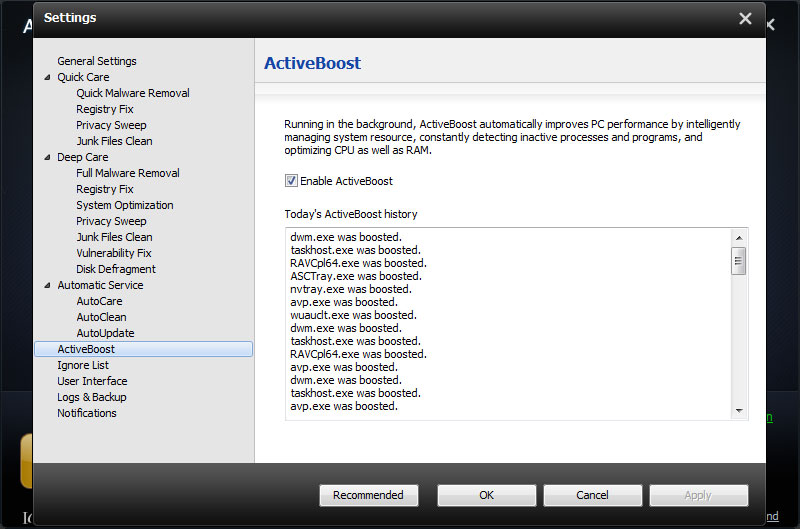 Settings
General Settings
Quick Care
Quick Malware Removal
Registry Fix
Privacy Sweep
Junk Files Clean
Deep Care
Full Malware Removal
Registry Fix
System Optimization
Privacy Sweep
Junk Files Clean
Vulnerability Fix
Disk Defragment
Automatic Service
AutoCare
AutoClean
AutoUpdate
ActiveBoost
Ignore List
User Interface
Logs & Backup
Notifications
ActiveBoost
Running in the background, ActiveBoost automatically improves PC performance by intelligently
managing system resource, constantly detecting inactive processes and programs, and
optimizing CPU as well as RAM.
Enable ActiveBoost
Today's ActiveBoost history
dwm.exe was boosted.
taskhost.exe was boosted.
RAVCpl64.exe was boosted.
ASCTray.exe was boosted.
nvtray.exe was boosted.
avp.exe was boosted.
wuauclt.exe was boosted.
dwm.exe was boosted.
taskhost.exe was boosted.
RAVCpl64.exe was boosted.
avp.exe was boosted.
dwm.exe was boosted.
taskhost.exe was boosted.
avp.exe was boosted.
Recommended
OK
Cancel
Apply